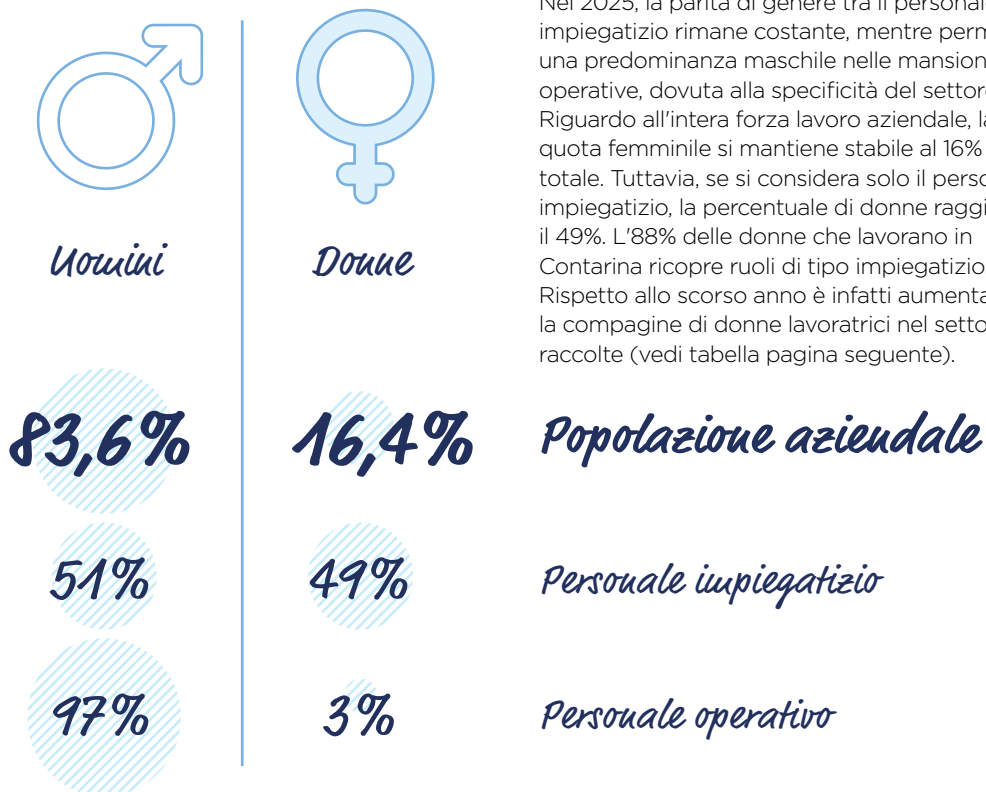 Nel 2025, la parità di genere tra il personale
impiegatizio rimane costante, mentre perm
una predominanza maschile nelle mansion
operative, dovuta alla specificità del settor
Riguardo all'intera forza lavoro aziendale, la
quota femminile si mantiene stabile al 16%
totale. Tuttavia, se si considera solo il perso
impiegatizio, la percentuale di donne raggi
il 49%. L'88% delle donne che lavorano in
Contarina ricopre ruoli di tipo impiegatizio
Rispetto allo scorso anno è infatti aumenta
la compagine di donne lavoratrici nel setto
raccolte (vedi tabella pagina seguente).
Uomini Donne
83,6% 16,4% Popolazione aziendale
51% 49% Personale impiegatizio
97% 3% Personale operativo